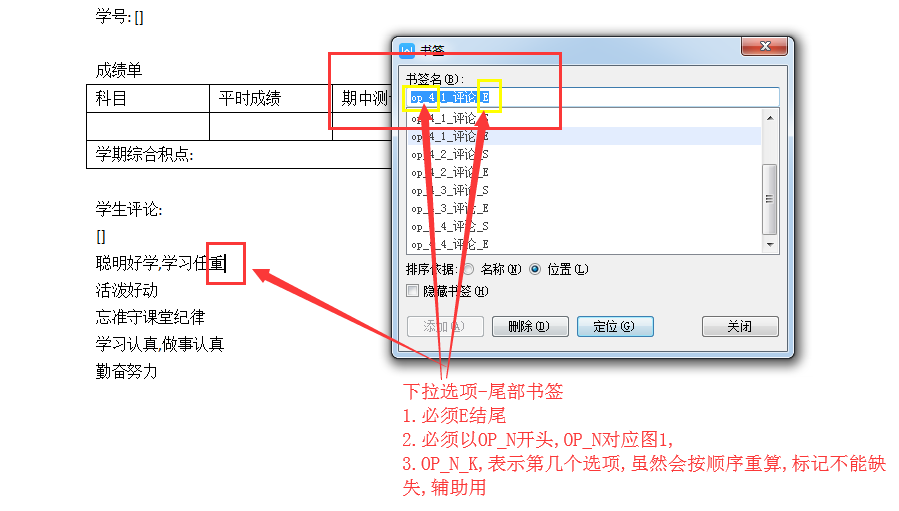 学号:[]
成绩单
科目 平时成绩 期中测
学期综合积点:
学生评论:
[]
聪明好学,学习任重
活泼好动
忘准守课堂纪律
学习认真,做事认真
勤奋努力
书签
书签名(B):
op_4_1_评论_E
op_4_1_评论_S
op_4_1_评论_E
op_4_2_评论_S
op_4_2_评论_E
op_4_3_评论_S
op_4_3_评论_E
op_4_4_评论_S
op_4_4_评论_E
排序依据: 名称(N) 位置(L)
隐藏书签(H)
添加(A) 删除(D) 定位(G) 关闭
下拉选项-尾部书签
1.必须E结尾
2.必须以OP_N开头,OP_N对应图1,
3.OP_N_K,表示第几个选项,虽然会按顺序重算,标记不能缺
失,辅助用